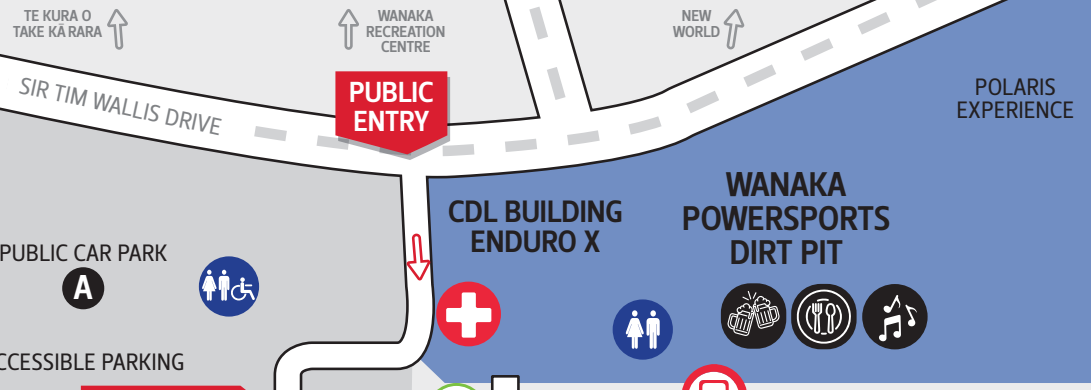 TE KURA O
TAKE KĀ RARA
WANAKA
RECREATION
CENTRE
NEW
WORLD
SIR TIM WALLIS DRIVE
PUBLIC
ENTRY
POLARIS
EXPERIENCE
CDL BUILDING
ENDURO X
WANAKA
POWERSPORTS
DIRT PIT
PUBLIC CAR PARK
A
CCESSIBLE PARKING